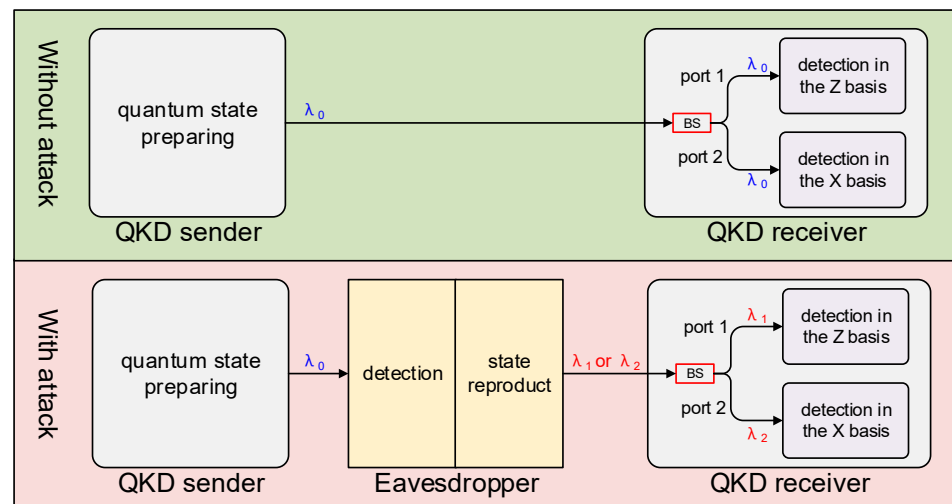 Without attack
quantum state
preparing
QKD sender
λ₀
BS
port 1
port 2
λ₀
λ₀
detection in
the Z basis
detection in
the X basis
QKD receiver
With attack
quantum state
preparing
QKD sender
λ₀
detection
state
reproduct
Eavesdropper
λ₁ or λ₂
BS
port 1
port 2
λ₁
λ₂
detection in
the Z basis
detection in
the X basis
QKD receiver